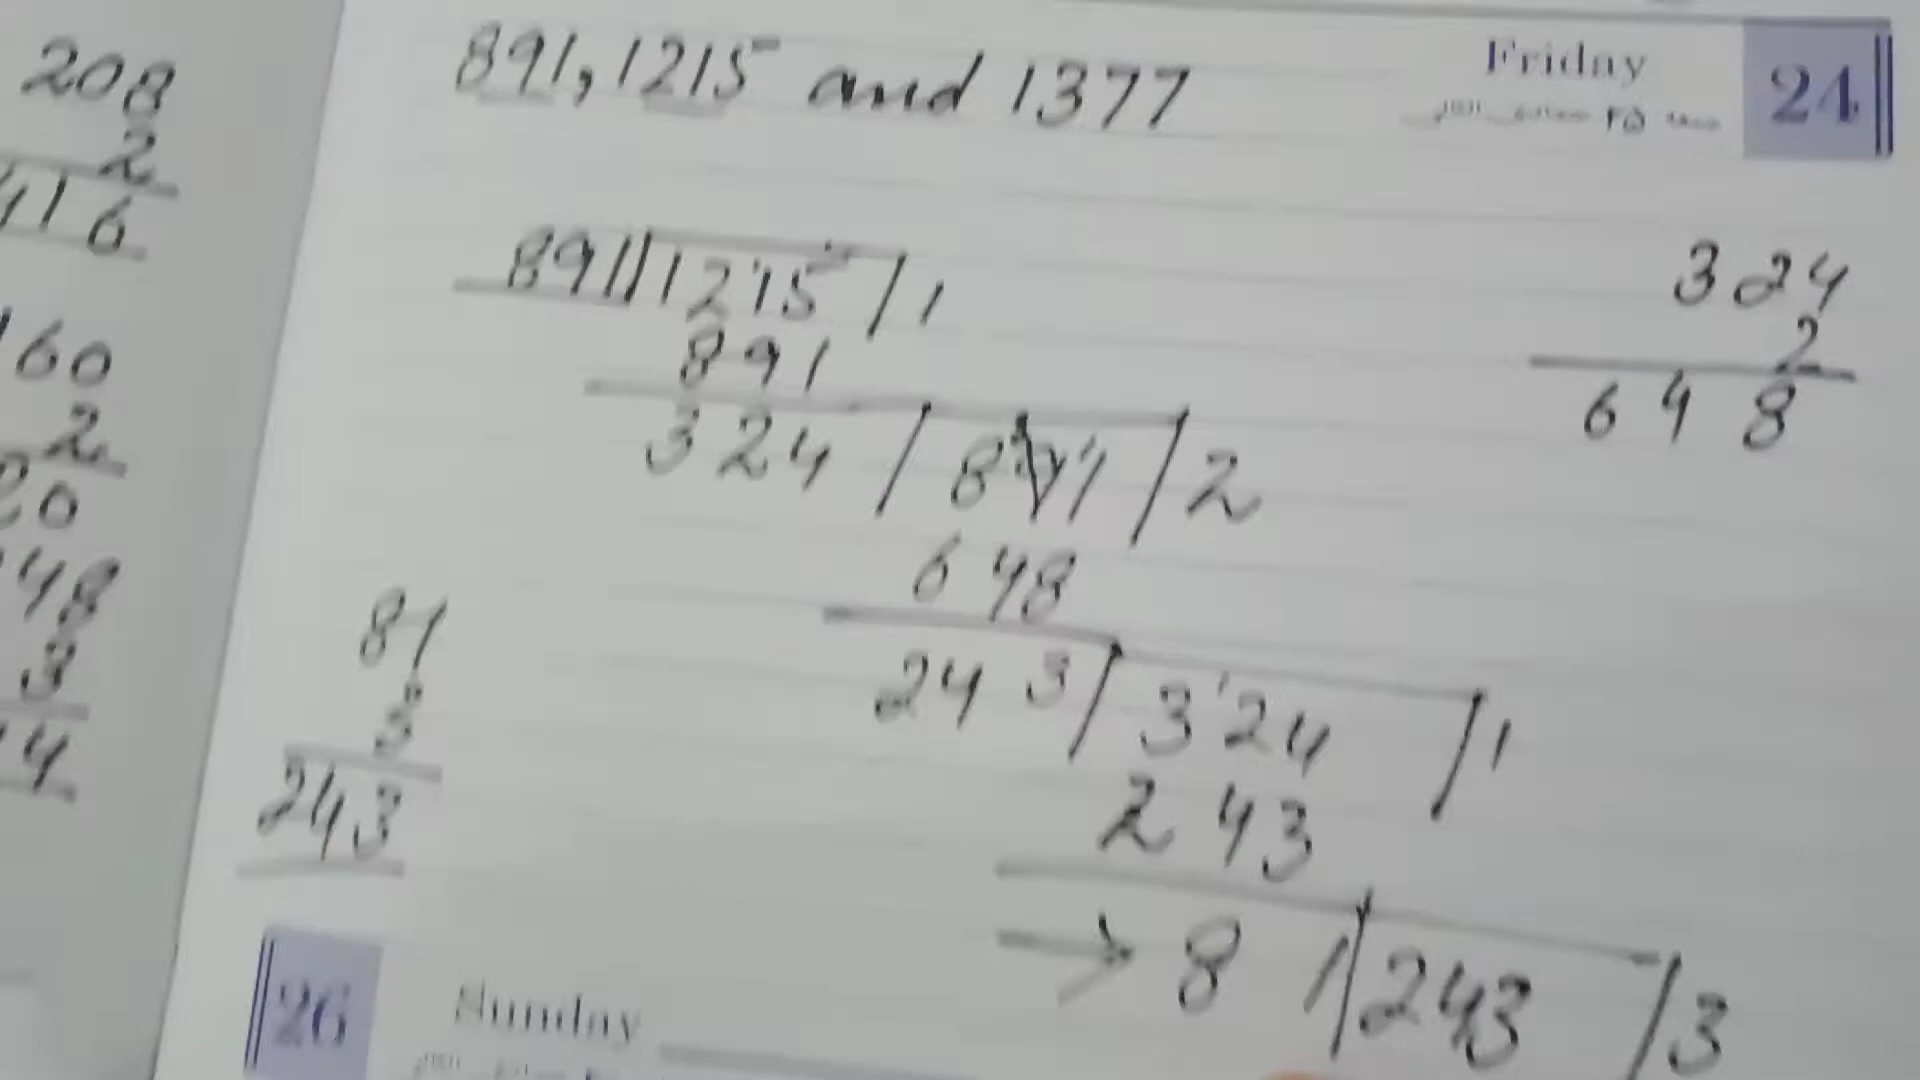 208
2
416
160
2
20
48
3
4
891, 1215 and 1377
Friday
24
891 1215 1
891
324 891 2
648
243 324 1
243
→ 81 243 3
324
2
648
81
3
243
26
Sunday